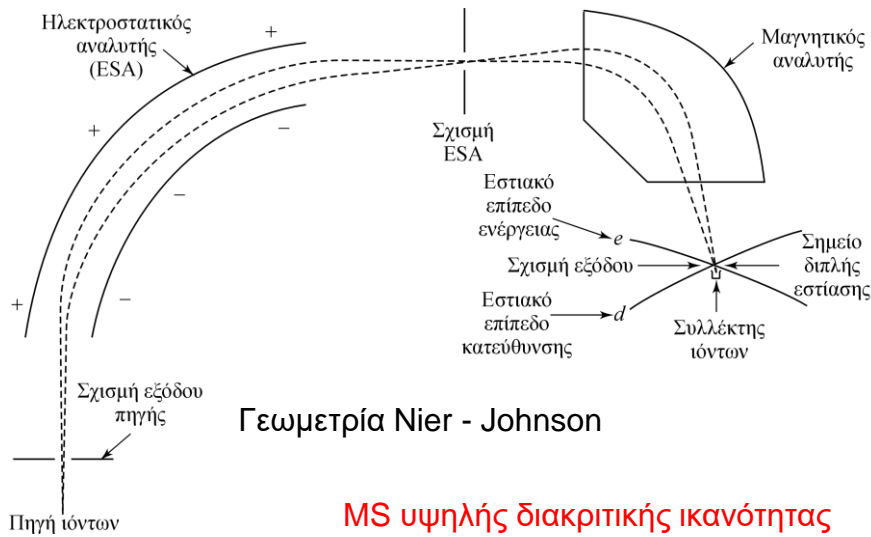 Ηλεκτροστατικός
αναλυτής
(ESA)
+
+
+
−
−
−
Σχισμή
ESA
Μαγνητικός
αναλυτής
Εστιακό
επίπεδο
ενέργειας
e
Σχισμή εξόδου
Εστιακό
επίπεδο
κατεύθυνσης
d
Σημείο
διπλής
εστίασης
Συλλέκτης
ιόντων
Σχισμή εξόδου
πηγής
Πηγή ιόντων
Γεωμετρία Nier - Johnson
MS υψηλής διακριτικής ικανότητας